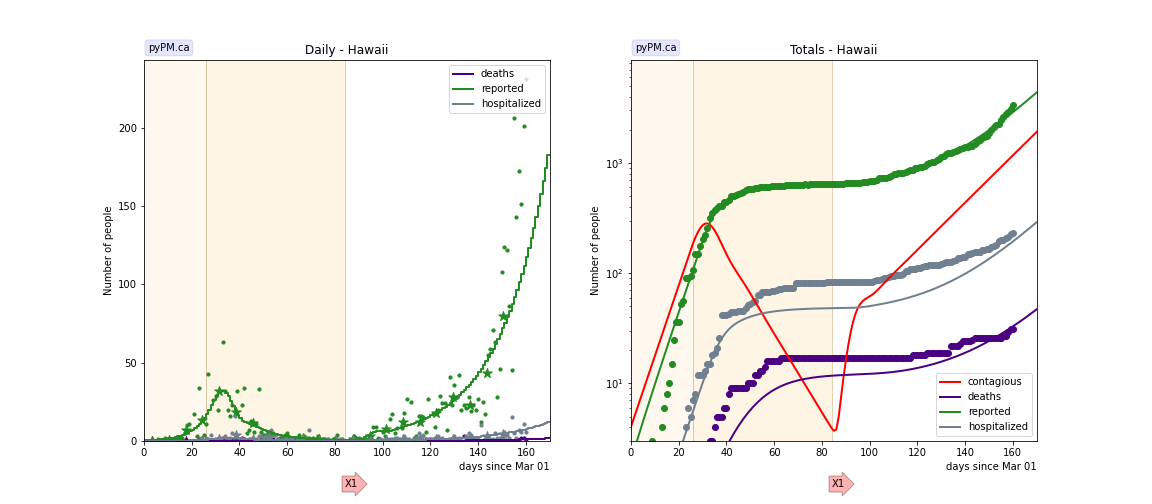 pyPM.ca
Daily - Hawaii
Number of people
200
150
100
50
0
0 20 40 60 80 100 120 140 160
days since Mar 01
deaths
reported
hospitalized
X1
pyPM.ca
Totals - Hawaii
Number of people
10³
10²
10¹
0 20 40 60 80 100 120 140 160
days since Mar 01
contagious
deaths
reported
hospitalized
X1